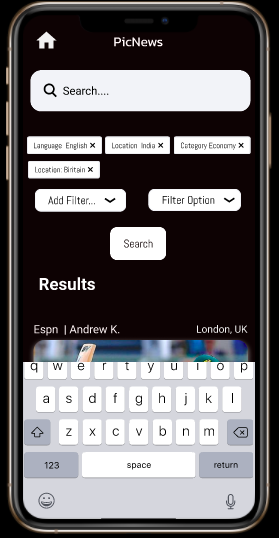 PicNews
Search....
Language English ×
Location India ×
Category Economy ×
Location: Biritain ×
Add Filter...
Filter Option
Search
Results
Espn | Andrew K.
London, UK
q w e r t y u i o p
a s d f g h j k l
z x c v b n m
123 space return